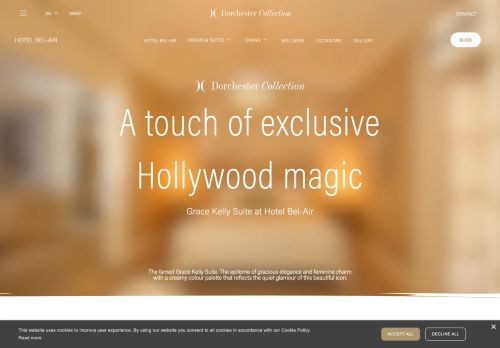 EN
SHOP
Dorchester Collection
CONTACT
HOTEL BEL-AIR
HOTEL BEL AIR
ROOMS & SUITES
DINING
WELLNESS
OCCASIONS
GALLERY
BOOK
Dorchester Collection
A touch of exclusive
Hollywood magic
Grace Kelly Suite at Hotel Bel-Air
The famed Grace Kelly Suite. The epitome of gracious elegance and feminine charm
with a creamy colour palette that reflects the quiet glamour of this beautiful icon.
This website uses cookies to improve user experience. By using our website you consent to all cookies in accordance with our Cookie Policy.
Read more
ACCEPT ALL
DECLINE ALL